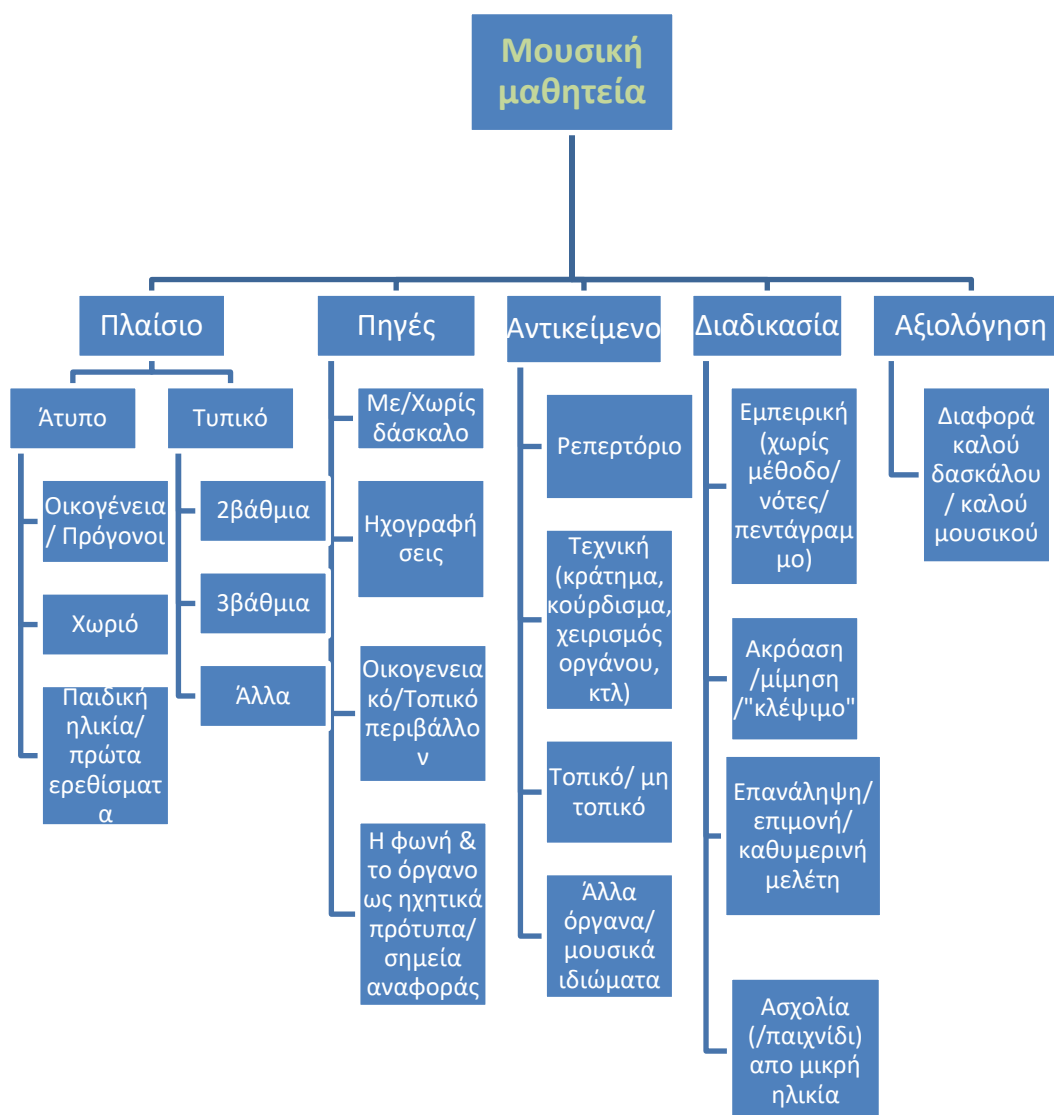 Μουσική
μαθητεία
Πλαίσιο
Άτυπο
Οικογένεια
/ Πρόγονοι
Χωριό
Παιδική
ηλικία/
πρώτα
ερεθίσματ
α
Τυπικό
2βάθμια
3βάθμια
Άλλα
Πηγές
Με/Χωρίς
δάσκαλο
Ηχογραφή
σεις
Οικογενεια
κό/Τοπικό
περιβάλλο
ν
Η φωνή &
το όργανο
ως ηχητικά
πρότυπα/
σημεία
αναφοράς
Αντικείμενο
Ρεπερτόριο
Τεχνική
(κράτημα,
κούρδισμα,
χειρισμός
οργάνου,
κτλ)
Τοπικό/ μη
τοπικό
Άλλα
όργανα/
μουσικά
ιδιώματα
Διαδικασία
Εμπειρική
(χωρίς
μέθοδο/
νότες/
πεντάγραμ
μο)
Ακρόαση
/μίμηση
/"κλέψιμο"
Επανάληψη/
επιμονή/
καθυμερινή
μελέτη
Ασχολία
(/παιχνίδι)
απο μικρή
ηλικία
Αξιολόγηση
Διαφορά
καλού
δασκάλου
/ καλού
μουσικού